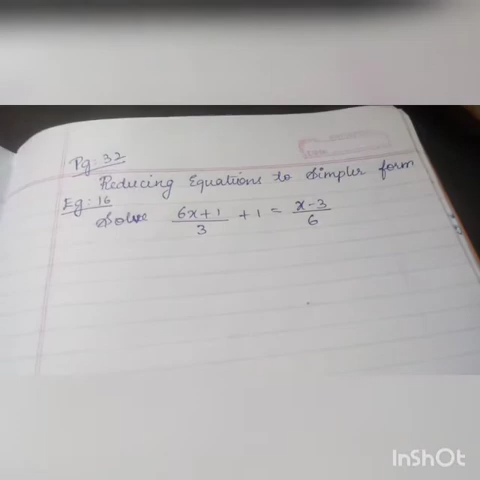 Pg: 32
Reducing Equations to Simpler form
Eg: 16
Solve 6x+1/3 + 1 = x-3/6
InShOt